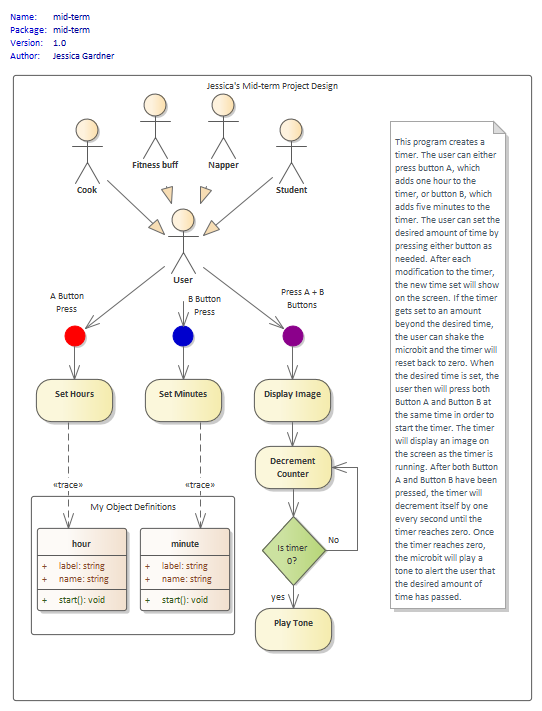 Name: mid-term
Package: mid-term
Version: 1.0
Author: Jessica Gardner
Jessica's Mid-term Project Design
Cook
Fitness buff
Napper
Student
User
A Button
Press
B Button
Press
Press A + B
Buttons
Set Hours
Set Minutes
Display Image
Decrement
Counter
«trace»
«trace»
My Object Definitions
hour
+ label: string
+ name: string
+ start(): void
minute
+ label: string
+ name: string
+ start(): void
Is timer
0?
No
yes
Play Tone
This program creates a
timer. The user can either
press button A, which
adds one hour to the
timer, or button B, which
adds five minutes to the
timer. The user can set the
desired amount of time by
pressing either button as
needed. After each
modification to the timer,
the new time set will show
on the screen. If the timer
gets set to an amount
beyond the desired time,
the user can shake the
microbit and the timer will
reset back to zero. When
the desired time is set, the
user then will press both
Button A and Button B at
the same time in order to
start the timer. The timer
will display an image on
the screen as the timer is
running. After both Button
A and Button B have been
pressed, the timer will
decrement itself by one
every second until the
timer reaches zero. Once
the timer reaches zero,
the microbit will play a
tone to alert the user that
the desired amount of
time has passed.